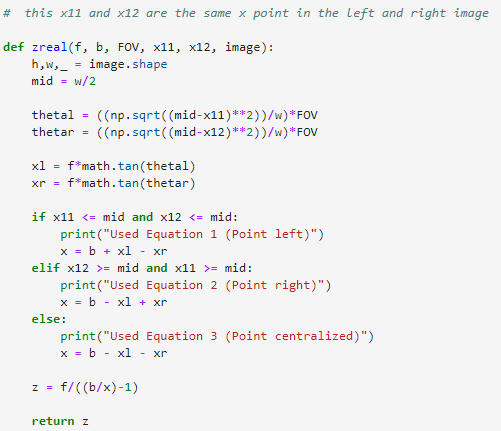 # this x11 and x12 are the same x point in the left and right image
def zreal(f, b, FOV, x11, x12, image):
    h,w,_ = image.shape
    mid = w/2
    thetal = ((np.sqrt((mid-x11)**2))/w)*FOV
    thetar = ((np.sqrt((mid-x12)**2))/w)*FOV
    xl = f*math.tan(thetal)
    xr = f*math.tan(thetar)
    if x11 <= mid and x12 <= mid:
        print("Used Equation 1 (Point left)")
        x = b + xl - xr
    elif x12 >= mid and x11 >= mid:
        print("Used Equation 2 (Point right)")
        x = b - xl + xr
    else:
        print("Used Equation 3 (Point centralized)")
        x = b - xl - xr
    z = f/((b/x)-1)
    return z